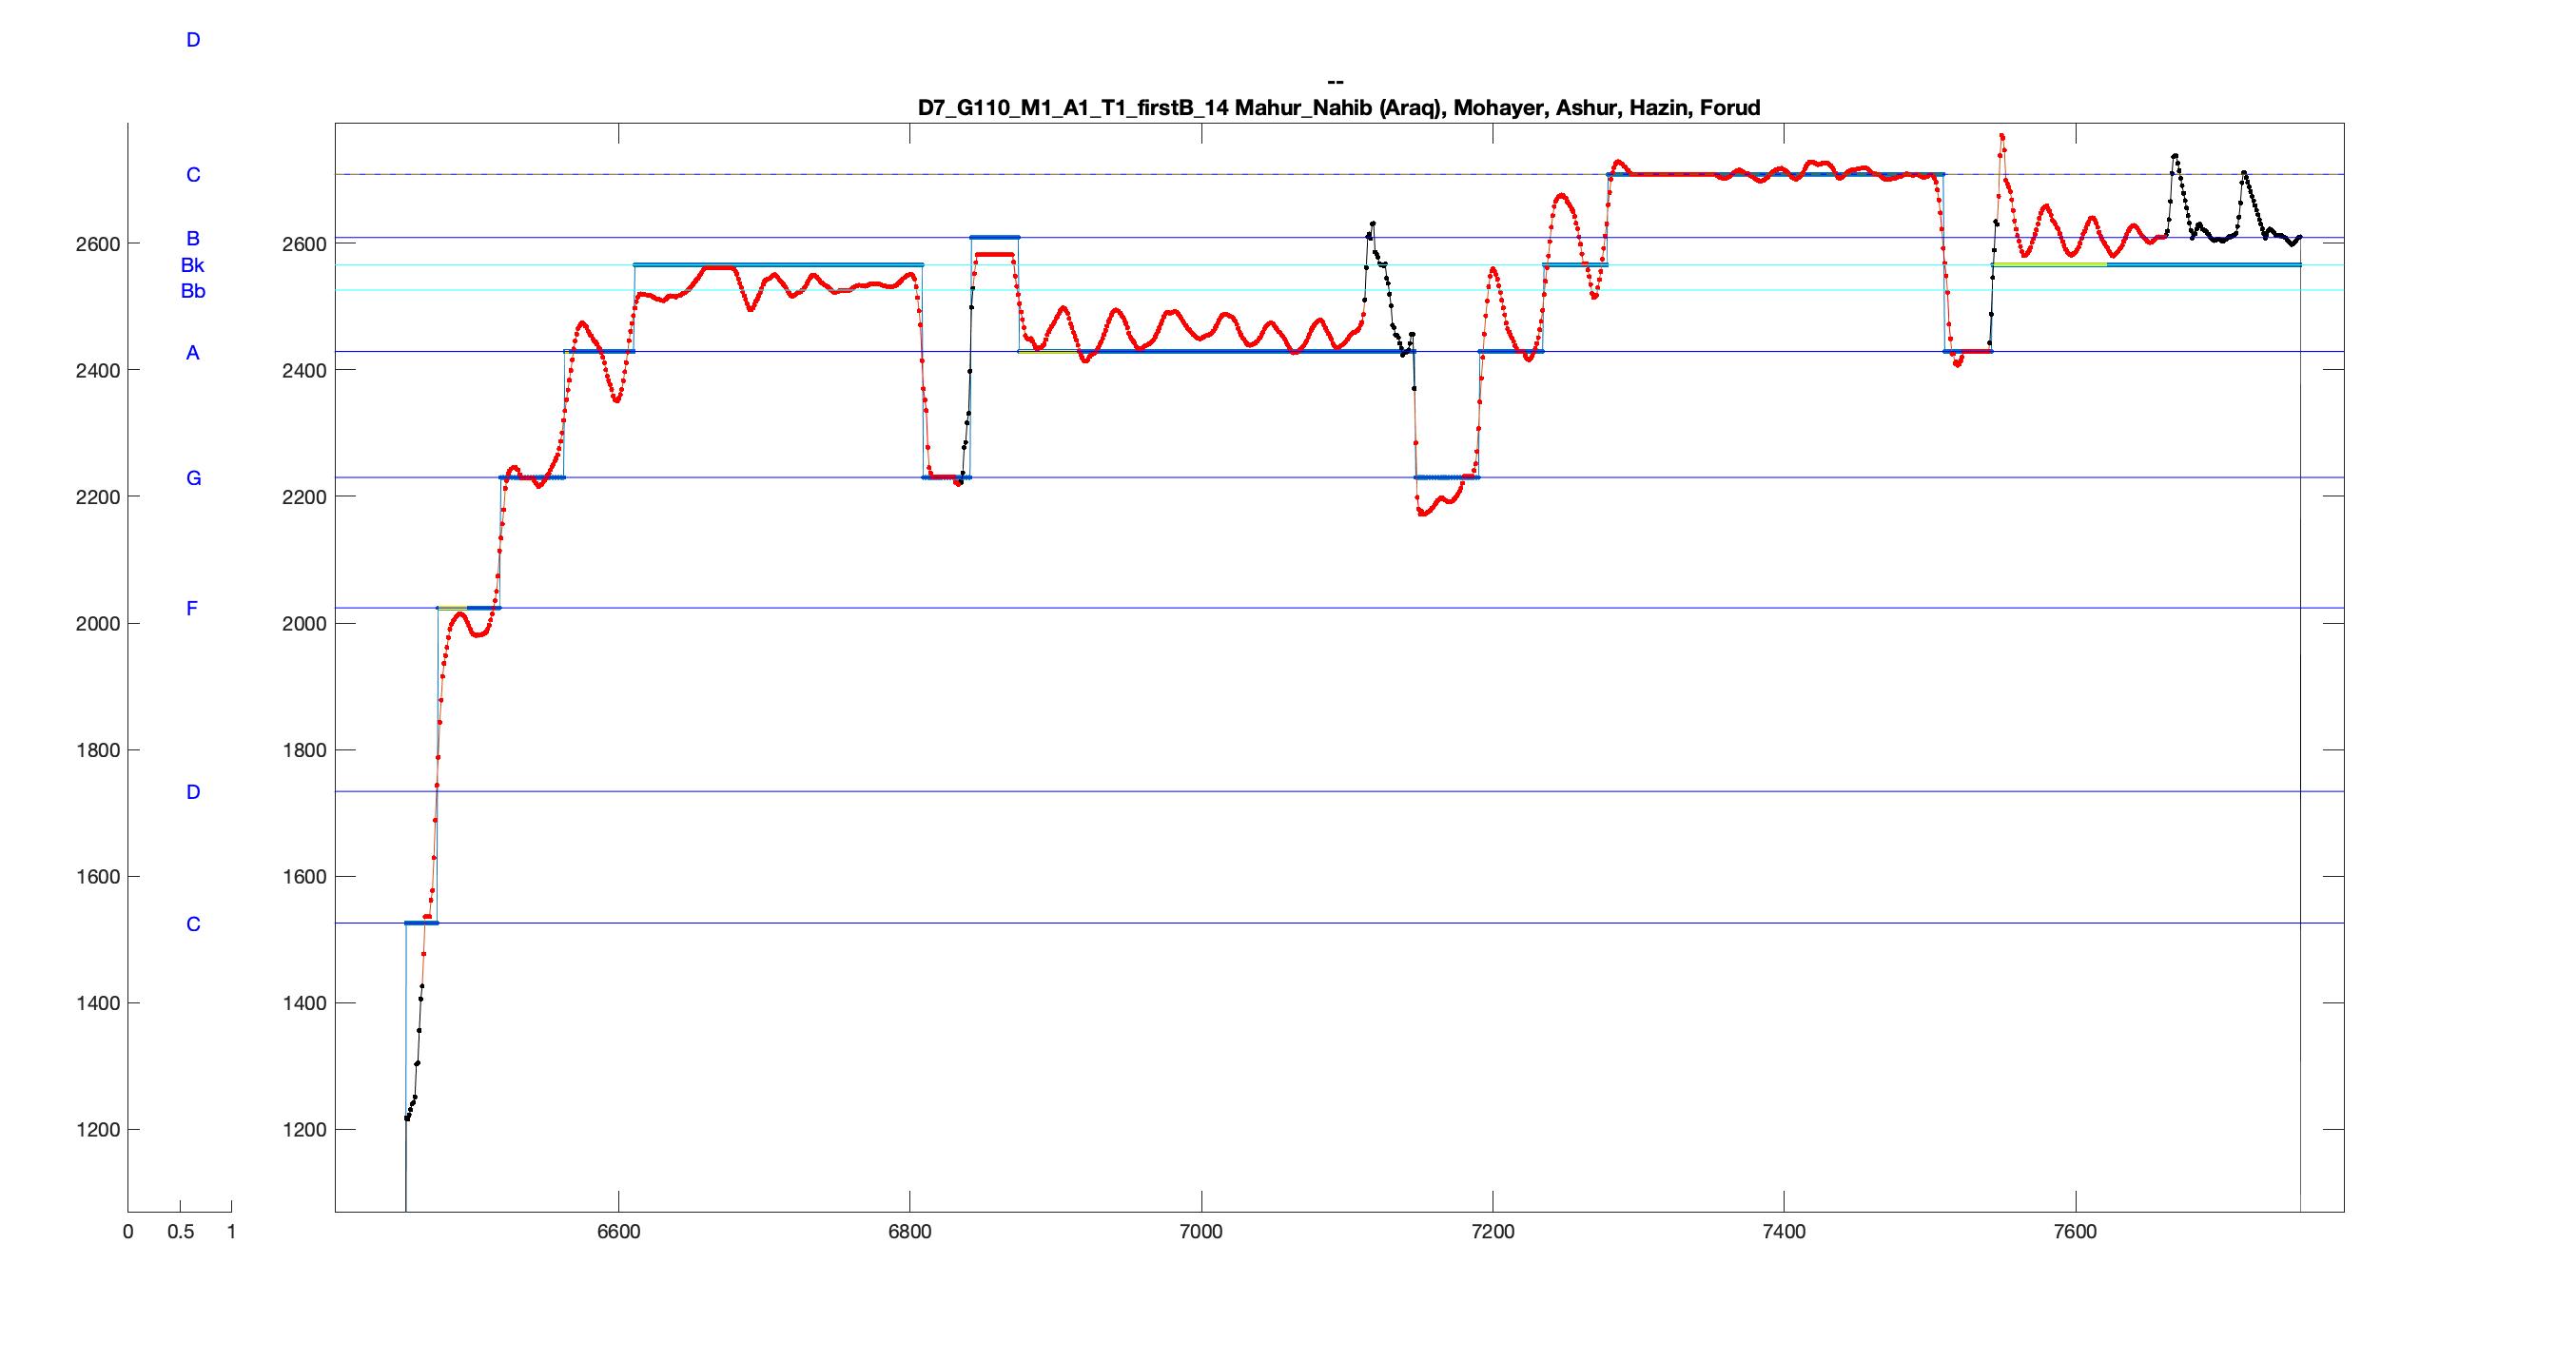 D
--
D7_G110_M1_A1_T1_firstB_14 Mahur_Nahib (Araq), Mohayer, Ashur, Hazin, Forud
C
2600 B 2600
Bk
Bb
A
2400 2400
G
2200 2200
F
2000 2000
1800 1800
D
1600 1600
C
1400 1400
1200 1200
0 0.5 1 6600 6800 7000 7200 7400 7600